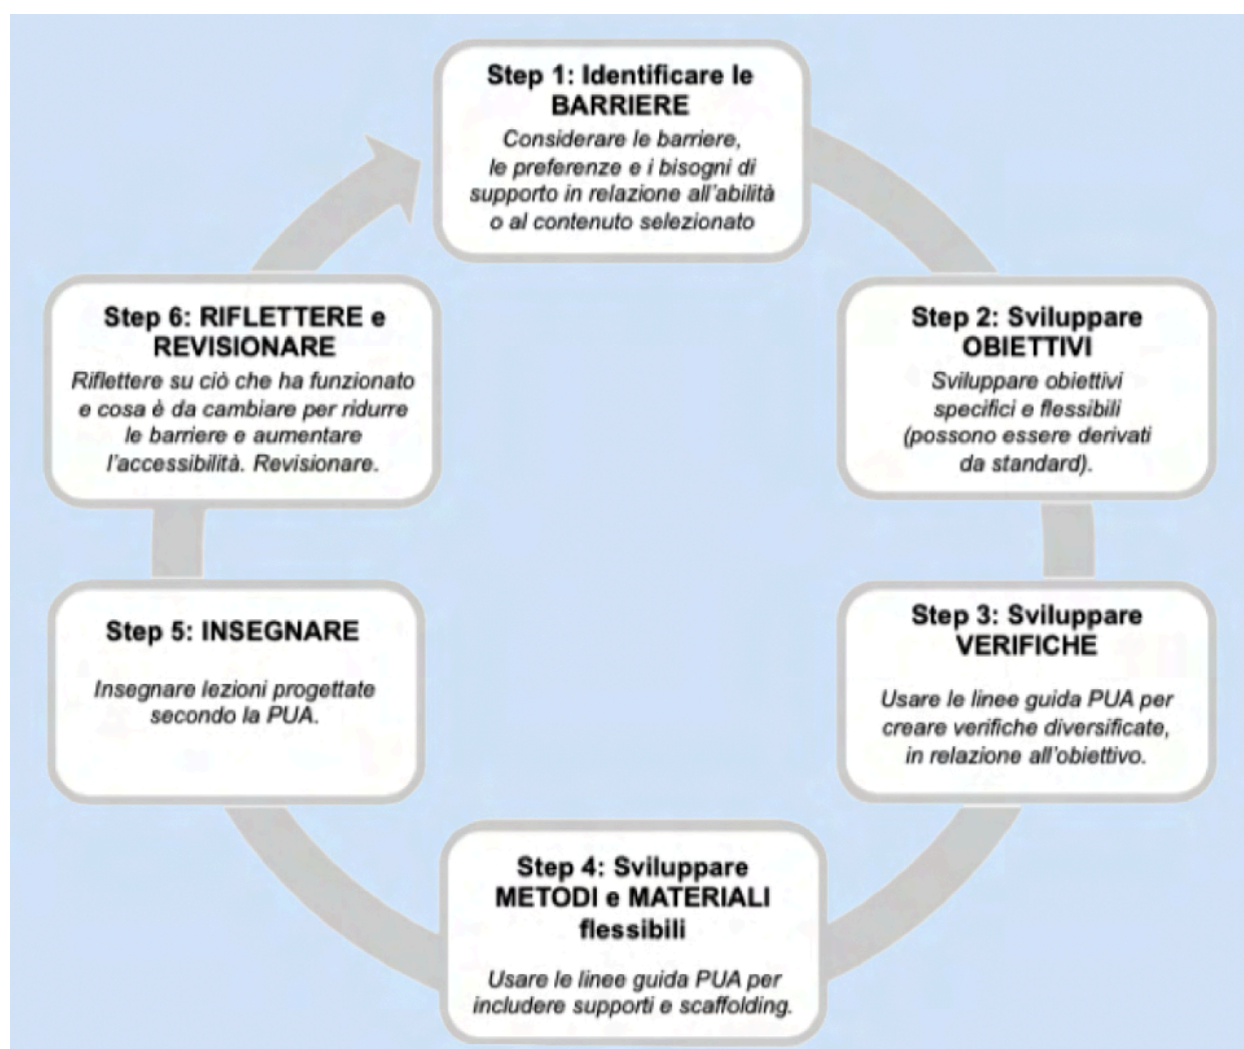 Step 1: Identificare le
BARRIERE
Considerare le barriere,
le preferenze e i bisogni di
supporto in relazione all'abilità
o al contenuto selezionato
Step 2: Sviluppare
OBIETTIVI
Sviluppare obiettivi
specifici e flessibili
(possono essere derivati
da standard).
Step 3: Sviluppare
VERIFICHE
Usare le linee guida PUA per
creare verifiche diversificate,
in relazione all'obiettivo.
Step 4: Sviluppare
METODI e MATERIALI
flessibili
Usare le linee guida PUA per
includere supporti e scaffolding.
Step 5: INSEGNARE
Insegnare lezioni progettate
secondo la PUA.
Step 6: RIFLETTERE e
REVISIONARE
Riflettere su ciò che ha funzionato
e cosa è da cambiare per ridurre
le barriere e aumentare
l'accessibilità. Revisionare.